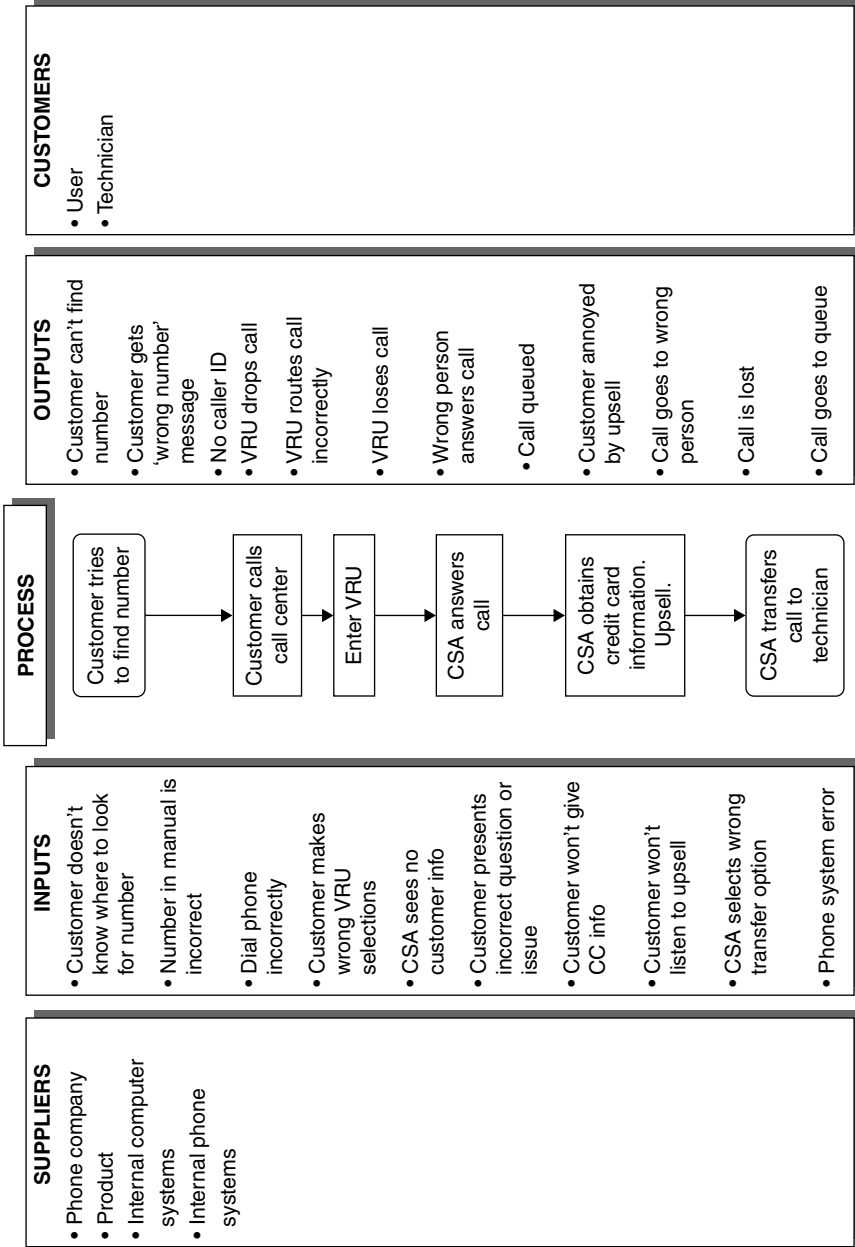 SUPPLIERS
• Phone company
• Product
• Internal computer
systems
• Internal phone
systems
INPUTS
• Customer doesn't
know where to look
for number
• Number in manual is
incorrect
• Dial phone
incorrectly
• Customer makes
wrong VRU
selections
• CSA sees no
customer info
• Customer presents
incorrect question or
issue
• Customer won't give
CC info
• Customer won't
listen to upsell
• CSA selects wrong
transfer option
• Phone system error
PROCESS
Customer tries
to find number
Customer calls
call center
Enter VRU
CSA answers
call
CSA obtains
credit card
information.
Upsell.
CSA transfers
call to
technician
OUTPUTS
• Customer can't find
number
• Customer gets
'wrong number'
message
• No caller ID
• VRU drops call
• VRU routes call
incorrectly
• VRU loses call
• Wrong person
answers call
• Call queued
• Customer annoyed
by upsell
• Call goes to wrong
person
• Call is lost
• Call goes to queue
CUSTOMERS
• User
• Technician